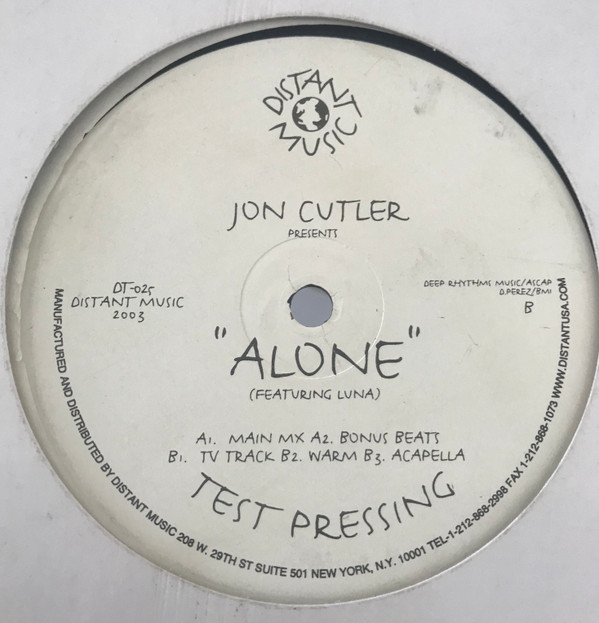 DISTANT
MUSIC
JON CUTLER
PRESENTS
DT-025
DISTANT MUSIC
2003
DEEP RHYTHMS MUSIC/ASCAP
D.PEREZ/BMI
B
"ALONE"
(FEATURING LUNA)
A1. MAIN MX A2. BONUS BEATS
B1. TV TRACK B2. WARM B3. ACAPELLA
TEST PRESSING
MANUFACTURED AND DISTRIBUTED BY DISTANT MUSIC 208 W. 29TH ST SUITE 501 NEW YORK, N.Y. 10001 TEL-1-212-868-2998 FAX 1-212-868-1073 WWW.DISTANTUSA.COM